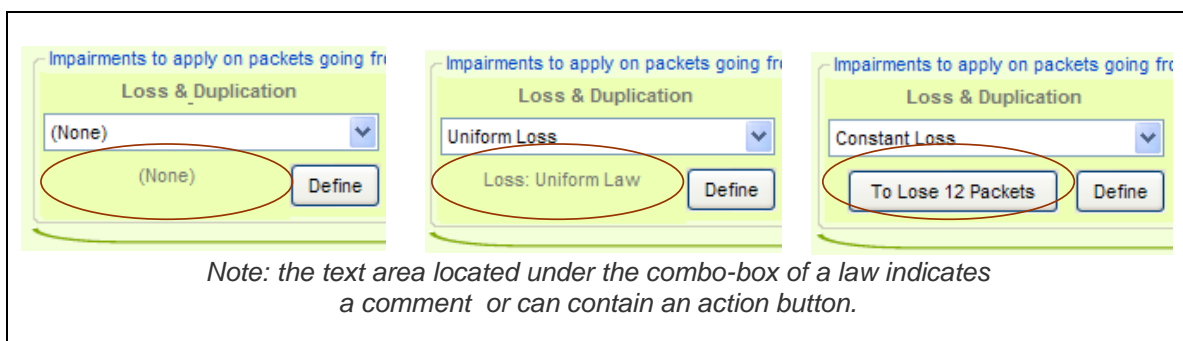 Impairments to apply on packets going fr
Loss & Duplication
(None)
(None)
Define
Impairments to apply on packets going fr
Loss & Duplication
Uniform Loss
Loss: Uniform Law
Define
Impairments to apply on packets going fro
Loss & Duplication
Constant Loss
To Lose 12 Packets
Define
Note: the text area located under the combo-box of a law indicates
a comment or can contain an action button.